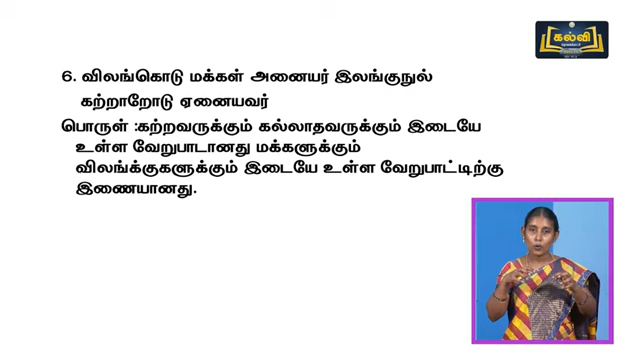 கல்வி
6. விலங்கொடு மக்கள் அனையர் இலங்குநுல்
கற்றாரோடு ஏனையவர்
பொருள் :கற்றவருக்கும் கல்லாதவருக்கும் இடையே
உள்ள வேறுபாடானது மக்களுக்கும்
விலங்க்குகளுக்கும் இடையே உள்ள வேறுபாட்டிற்கு
இணையானது.